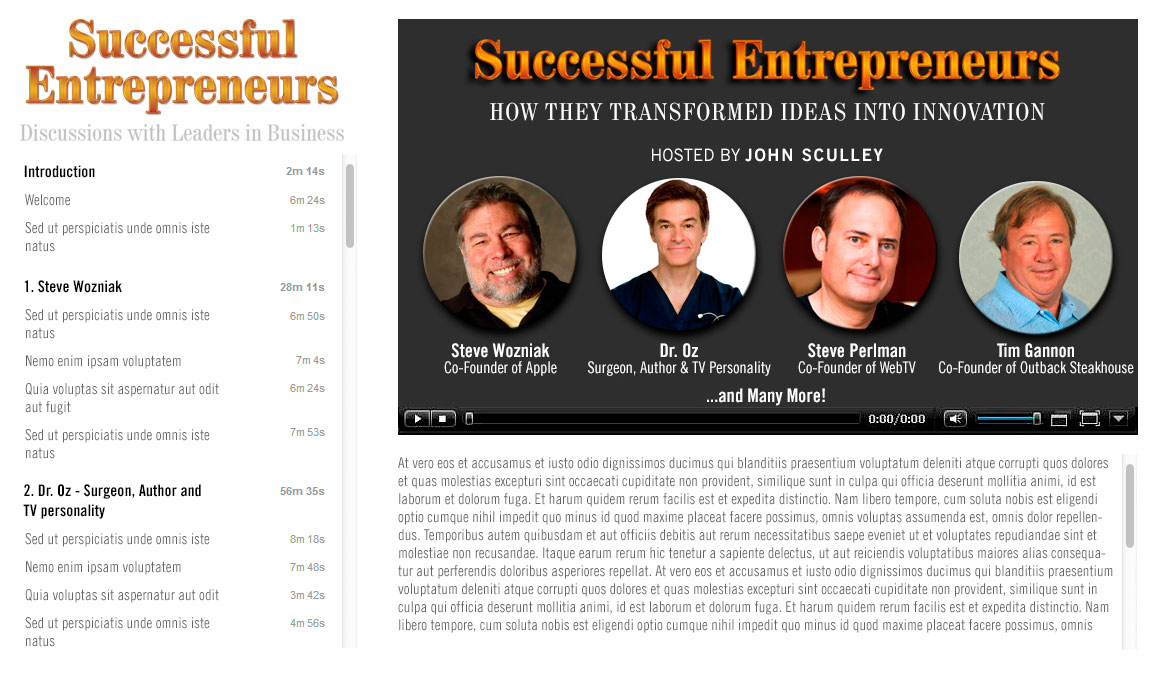 Successful
Entrepreneurs
Discussions with Leaders in Business
Introduction 2m 14s
Welcome 6m 24s
Sed ut perspiciatis unde omnis iste 1m 13s
natus
1. Steve Wozniak 28m 11s
Sed ut perspiciatis unde omnis iste 6m 50s
natus
Nemo enim ipsam voluptatem 7m 4s
Quia voluptas sit aspernatur aut odit 6m 24s
aut fugit
Sed ut perspiciatis unde omnis iste 7m 53s
natus
2. Dr. Oz - Surgeon, Author and 56m 35s
TV personality
Sed ut perspiciatis unde omnis iste 8m 18s
Nemo enim ipsam voluptatem 7m 48s
Quia voluptas sit aspernatur aut odit 3m 42s
Sed ut perspiciatis unde omnis iste 4m 56s
natus
Successful Entrepreneurs
HOW THEY TRANSFORMED IDEAS INTO INNOVATION
HOSTED BY JOHN SCULLEY
Steve Wozniak
Co-Founder of Apple
Dr. Oz
Surgeon, Author & TV Personality
Steve Perlman
Co-Founder of WebTV
Tim Gannon
Co-Founder of Outback Steakhouse
...and Many More!
0:00/0:00
At vero eos et accusamus et iusto odio dignissimos ducimus qui blanditiis praesentium voluptatum deleniti atque corrupti quos dolores
et quas molestias excepturi sint occaecati cupiditate non provident, similique sunt in culpa qui officia deserunt mollitia animi, id est
laborum et dolorum fuga. Et harum quidem rerum facilis est et expedita distinctio. Nam libero tempore, cum soluta nobis est eligendi
optio cumque nihil impedit quo minus id quod maxime placeat facere possimus, omnis voluptas assumenda est, omnis dolor repellen-
dus. Temporibus autem quibusdam et aut officiis debitis aut rerum necessitatibus saepe eveniet ut et voluptates repudiandae sint et
molestiae non recusandae. Itaque earum rerum hic tenetur a sapiente delectus, ut aut reiciendis voluptatibus maiores alias consequa-
tur aut perferendis doloribus asperiores repellat. At vero eos et accusamus et iusto odio dignissimos ducimus qui blanditiis praesentium
voluptatum deleniti atque corrupti quos dolores et quas molestias excepturi sint occaecati cupiditate non provident, similique sunt in
culpa qui officia deserunt mollitia animi, id est laborum et dolorum fuga. Et harum quidem rerum facilis est et expedita distinctio. Nam
libero tempore, cum soluta nobis est eligendi optio cumque nihil impedit quo minus id quod maxime placeat facere possimus, omnis